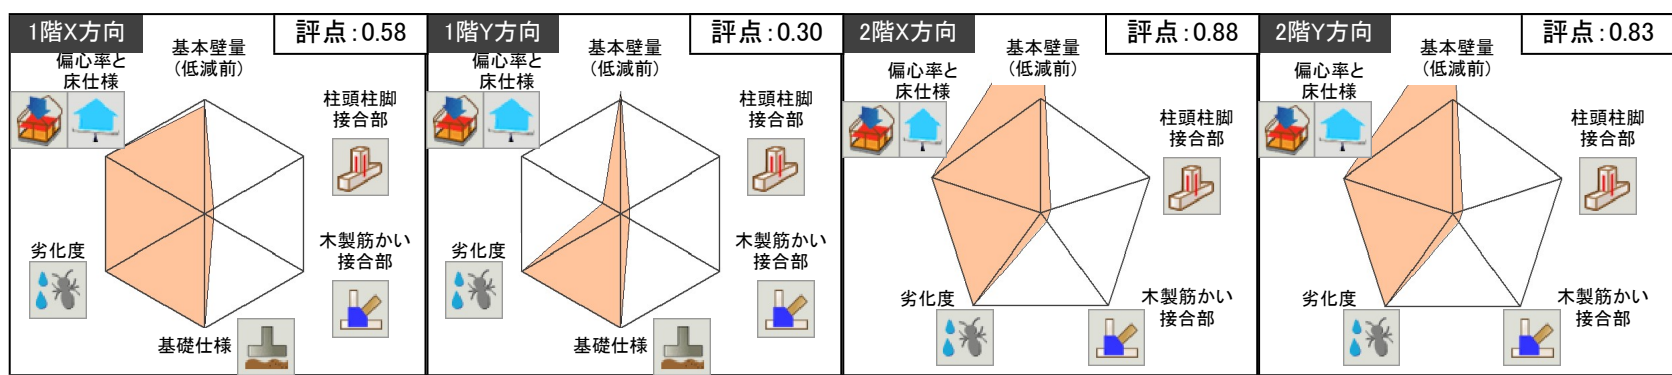 1階X方向
評点:0.58
基本壁量
(低減前)
偏心率と
床仕様
柱頭柱脚
接合部
劣化度
木製筋かい
接合部
基礎仕様
1階Y方向
評点:0.30
基本壁量
(低減前)
偏心率と
床仕様
柱頭柱脚
接合部
劣化度
木製筋かい
接合部
基礎仕様
2階X方向
評点:0.88
基本壁量
(低減前)
偏心率と
床仕様
柱頭柱脚
接合部
劣化度
木製筋かい
接合部
2階Y方向
評点:0.83
基本壁量
(低減前)
偏心率と
床仕様
柱頭柱脚
接合部
劣化度
木製筋かい
接合部